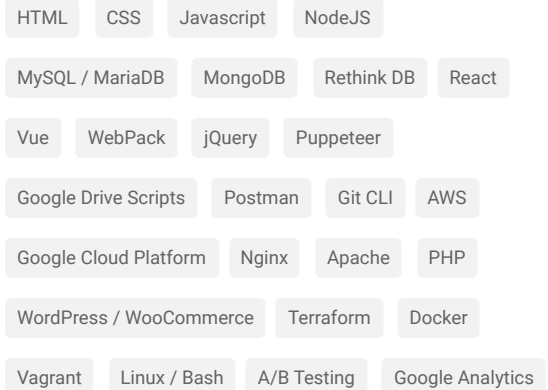 HTML CSS Javascript NodeJS
MySQL / MariaDB MongoDB Rethink DB React
Vue WebPack jQuery Puppeteer
Google Drive Scripts Postman Git CLI AWS
Google Cloud Platform Nginx Apache PHP
WordPress / WooCommerce Terraform Docker
Vagrant Linux / Bash A/B Testing Google Analytics